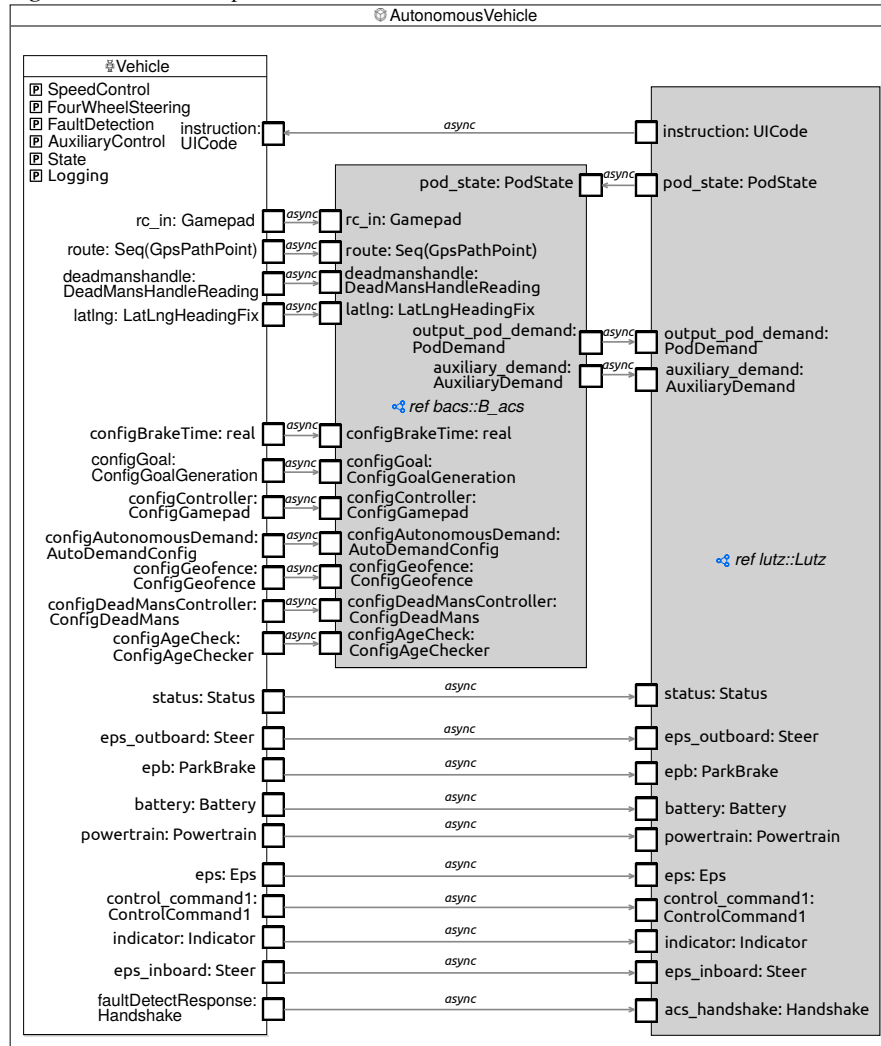 AutonomousVehicle
Vehicle
P SpeedControl
P FourWheelSteering
P FaultDetection
P AuxiliaryControl
P State
P Logging
instruction:
UICode
async
instruction: UICode
pod_state: PodState
async
pod_state: PodState
rc_in: Gamepad
async
rc_in: Gamepad
route: Seq(GpsPathPoint)
async
route: Seq(GpsPathPoint)
deadmanshandle:
DeadMansHandleReading
async
deadmanshandle:
DeadMansHandleReading
latlng: LatLngHeadingFix
async
latlng: LatLngHeadingFix
output_pod_demand:
PodDemand
async
output_pod_demand:
PodDemand
auxiliary_demand:
AuxiliaryDemand
async
auxiliary_demand:
AuxiliaryDemand
ref bacs::B_acs
configBrakeTime: real
async
configBrakeTime: real
configGoal:
ConfigGoalGeneration
async
configGoal:
ConfigGoalGeneration
configController:
ConfigGamepad
async
configController:
ConfigGamepad
configAutonomousDemand:
AutoDemandConfig
async
configAutonomousDemand:
AutoDemandConfig
ref lutz::Lutz
configGeofence:
ConfigGeofence
async
configGeofence:
ConfigGeofence
configDeadMansController:
ConfigDeadMans
async
configDeadMansController:
ConfigDeadMans
configAgeCheck:
ConfigAgeChecker
async
configAgeCheck:
ConfigAgeChecker
status: Status
async
status: Status
eps_outboard: Steer
async
eps_outboard: Steer
epb: ParkBrake
async
epb: ParkBrake
battery: Battery
async
battery: Battery
powertrain: Powertrain
async
powertrain: Powertrain
eps: Eps
async
eps: Eps
control_command1:
ControlCommand1
async
control_command1:
ControlCommand1
indicator: Indicator
async
indicator: Indicator
eps_inboard: Steer
async
eps_inboard: Steer
faultDetectResponse:
Handshake
async
acs_handshake: Handshake